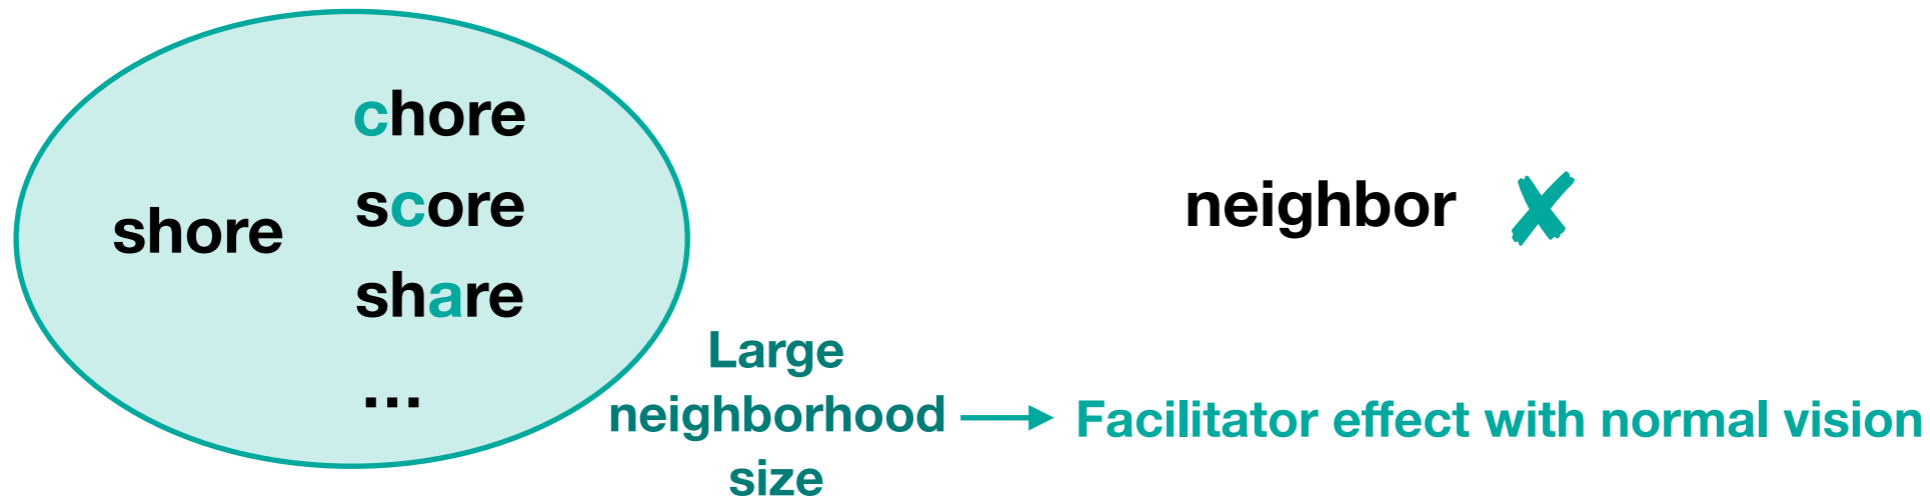 shore
chore
score
share
...
neighbor ✘
Large
neighborhood
size
Facilitator effect with normal vision